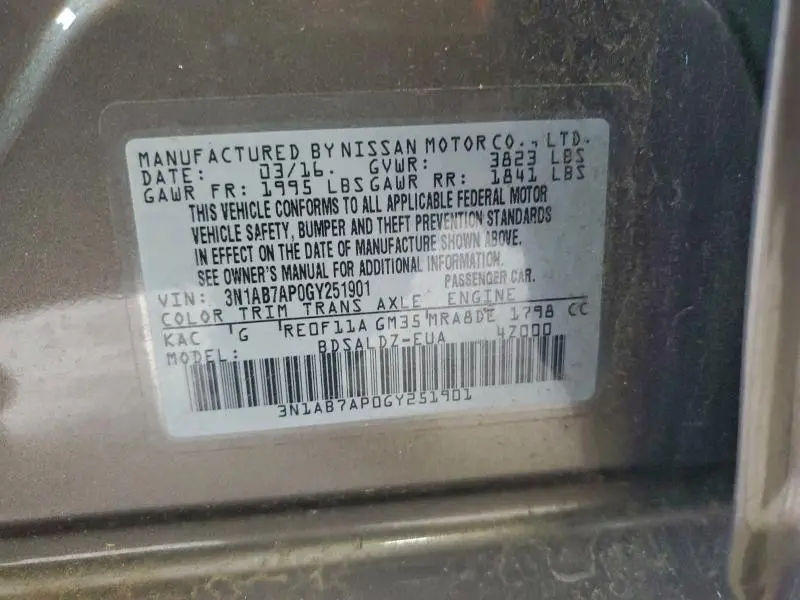 MANUFACTURED BY NISSAN MOTOR CO., LTD.
DATE: 03/16. GVWR: 3823 LBS
GAWR FR: 1995 LBS GAWR RR: 1841 LBS
THIS VEHICLE CONFORMS TO ALL APPLICABLE FEDERAL MOTOR
VEHICLE SAFETY, BUMPER AND THEFT PREVENTION STANDARDS
IN EFFECT ON THE DATE OF MANUFACTURE SHOWN ABOVE.
SEE OWNER'S MANUAL FOR ADDITIONAL INFORMATION.
VIN: 3N1AB7AP0GY251901 PASSENGER CAR.
COLOR TRIM TRANS AXLE ENGINE
KAC G RE0F11A GM35 MRA8DE 1798 CC
MODEL: BDSALDZ-EUA 4Z000
3N1AB7AP0GY251901